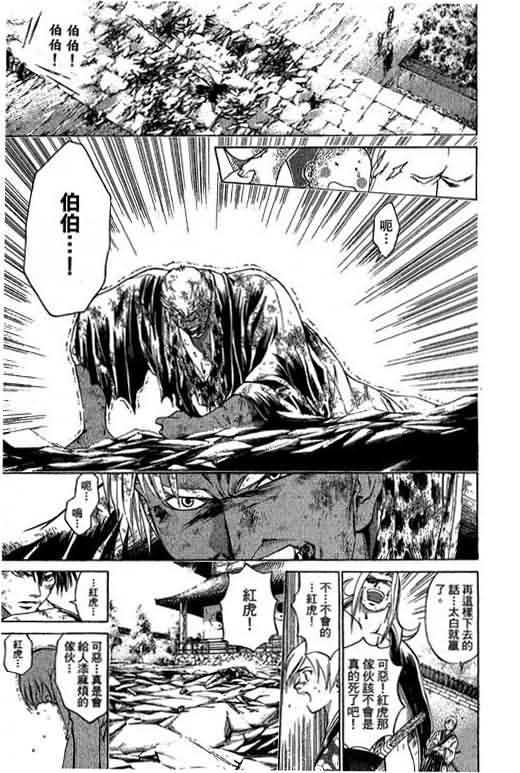 伯伯！
伯伯！
呃…
伯伯…！
呃…
嗚…
再這樣下去的
話…太白就贏
了。
可惡！紅虎那
傢伙該不會是
真的死了吧！
不…不會的
…紅虎！
紅虎！
…紅虎…
可惡…真是會
給人添麻煩的
傢伙…
紅虎…